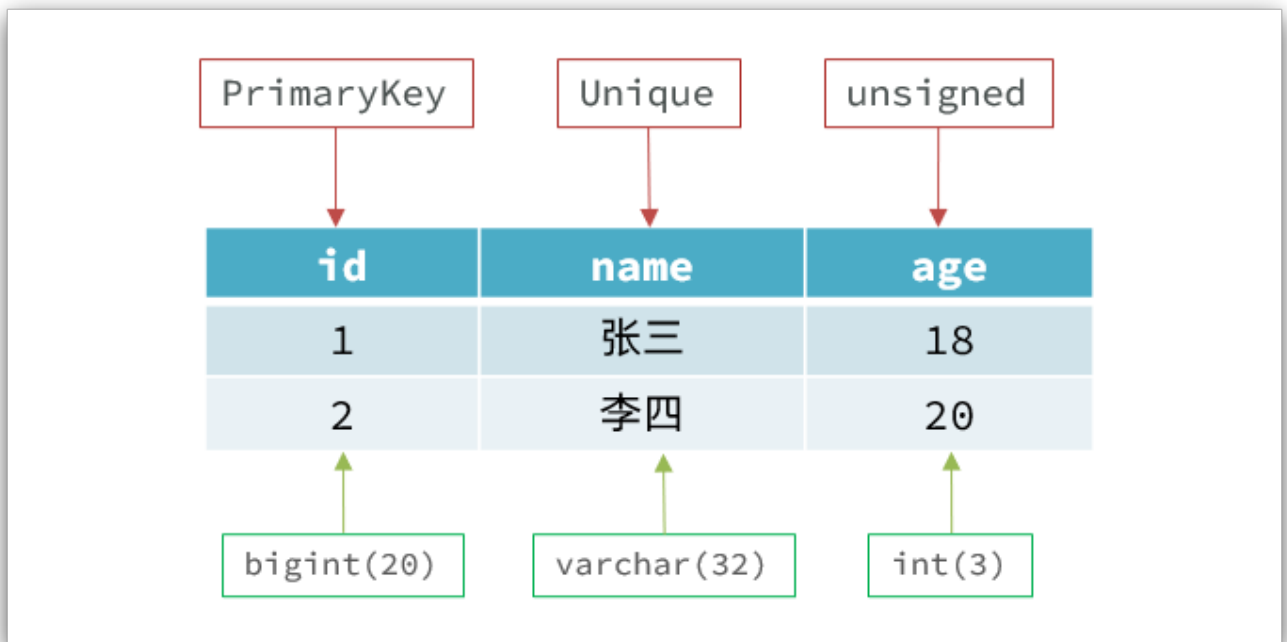 PrimaryKey Unique unsigned
id name age
1 张三 18
2 李四 20
bigint(20) varchar(32) int(3)